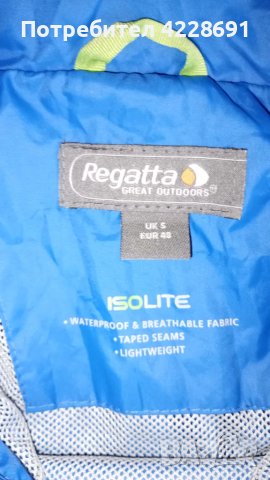 Потребител 4228691
Regatta
GREAT OUTDOORS
UK S
EUR 48
ISOLITE
• WATERPROOF & BREATHABLE FABRIC
• TAPED SEAMS
• LIGHTWEIGHT